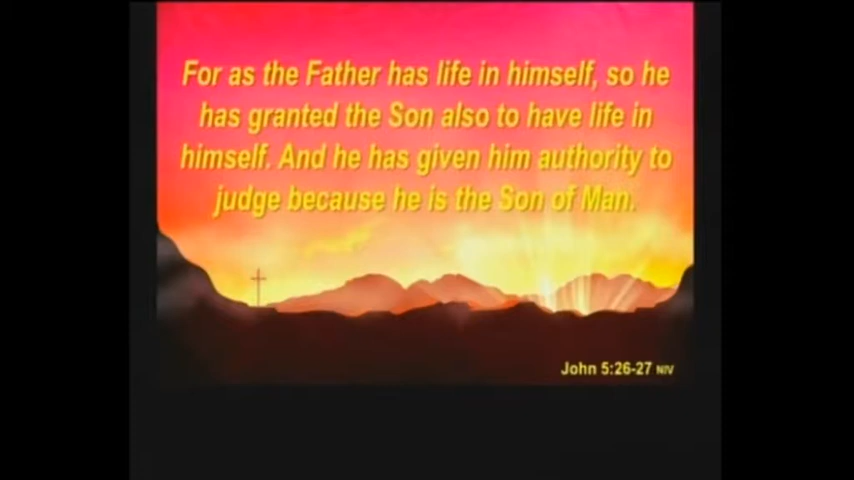 For as the Father has life in himself, so he
has granted the Son also to have life in
himself. And he has given him authority to
judge because he is the Son of Man.
John 5:26-27 NIV